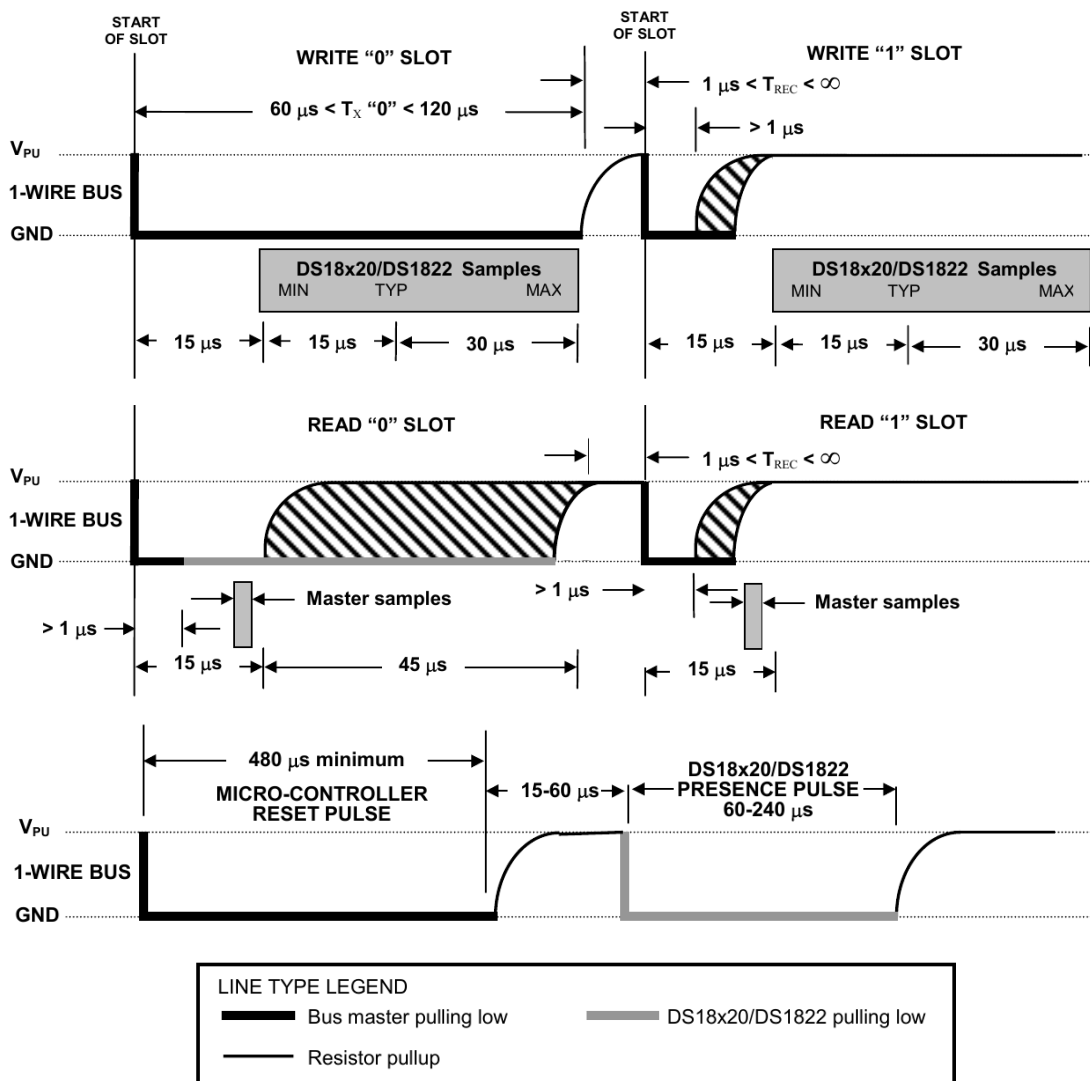 START
OF SLOT
START
OF SLOT
WRITE “0” SLOT
WRITE “1” SLOT
1 μs < TREC < ∞
60 μs < TX “0” < 120 μs
> 1 μs
VPU
1-WIRE BUS
GND
DS18x20/DS1822 Samples
MIN TYP MAX
DS18x20/DS1822 Samples
MIN TYP MAX
15 μs 15 μs 30 μs
15 μs 15 μs 30 μs
READ “0” SLOT
READ “1” SLOT
1 μs < TREC < ∞
VPU
1-WIRE BUS
GND
> 1 μs
Master samples
Master samples
> 1 μs
15 μs 45 μs
15 μs
480 μs minimum
MICRO-CONTROLLER
RESET PULSE
15-60 μs
DS18x20/DS1822
PRESENCE PULSE
60-240 μs
VPU
1-WIRE BUS
GND
LINE TYPE LEGEND
Bus master pulling low
DS18x20/DS1822 pulling low
Resistor pullup